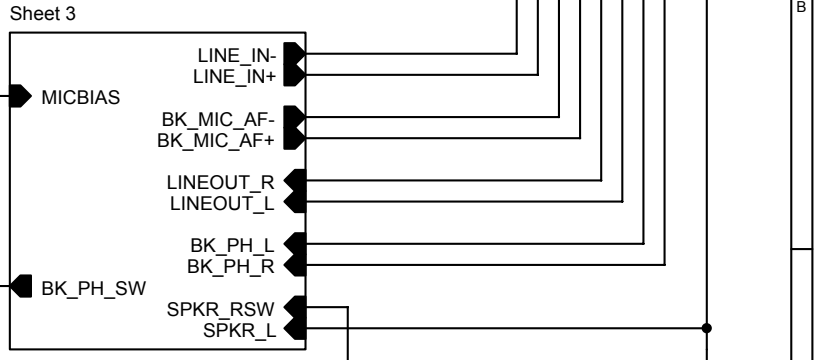 Sheet 3
B
LINE_IN-
LINE_IN+
MICBIAS
BK_MIC_AF-
BK_MIC_AF+
LINEOUT_R
LINEOUT_L
BK_PH_L
BK_PH_R
BK_PH_SW
SPKR_RSW
SPKR_L